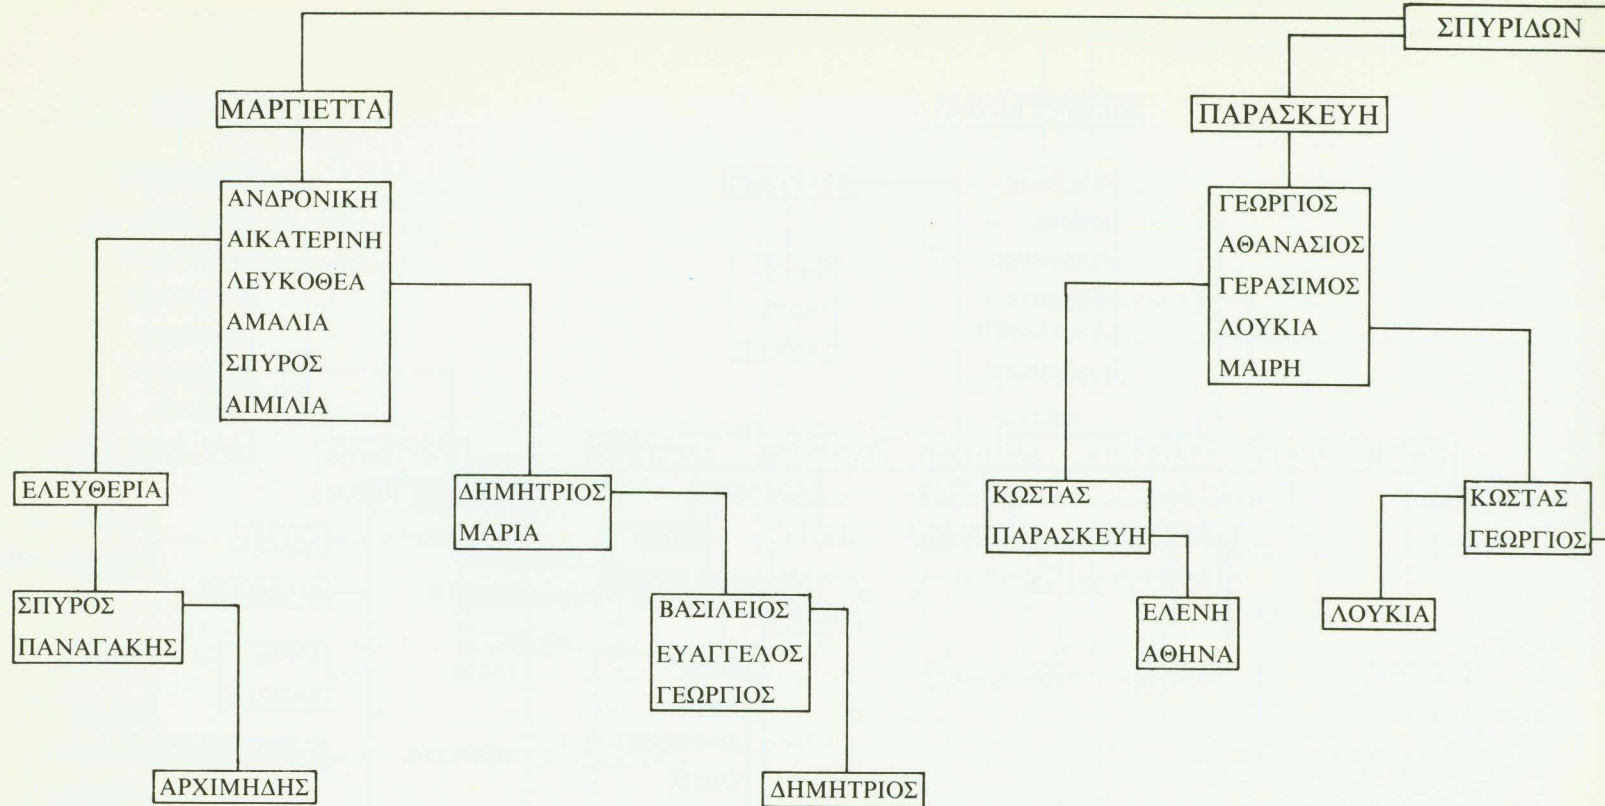 ΣΠΥΡΙΔΩΝ
ΜΑΡΓΙΕΤΤΑ
ΠΑΡΑΣΚΕΥΗ
ΑΝΔΡΟΝΙΚΗ
ΑΙΚΑΤΕΡΙΝΗ
ΛΕΥΚΟΘΕΑ
ΑΜΑΛΙΑ
ΣΠΥΡΟΣ
ΑΙΜΙΛΙΑ
ΓΕΩΡΓΙΟΣ
ΑΘΑΝΑΣΙΟΣ
ΓΕΡΑΣΙΜΟΣ
ΛΟΥΚΙΑ
ΜΑΙΡΗ
ΕΛΕΥΘΕΡΙΑ
ΔΗΜΗΤΡΙΟΣ
ΜΑΡΙΑ
ΚΩΣΤΑΣ
ΠΑΡΑΣΚΕΥΗ
ΚΩΣΤΑΣ
ΓΕΩΡΓΙΟΣ
ΣΠΥΡΟΣ
ΠΑΝΑΓΑΚΗΣ
ΒΑΣΙΛΕΙΟΣ
ΕΥΑΓΓΕΛΟΣ
ΓΕΩΡΓΙΟΣ
ΕΛΕΝΗ
ΑΘΗΝΑ
ΛΟΥΚΙΑ
ΑΡΧΙΜΗΔΗΣ
ΔΗΜΗΤΡΙΟΣ